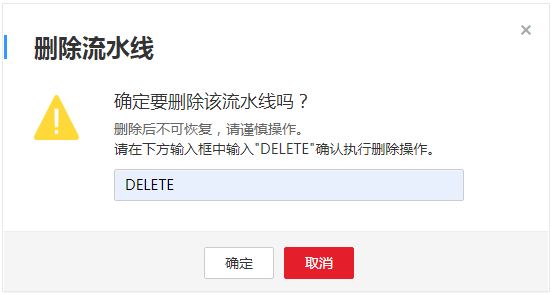 删除流水线
确定要删除该流水线吗？
删除后不可恢复，请谨慎操作。
请在下方输入框中输入"DELETE"确认执行删除操作。
DELETE
确定
取消